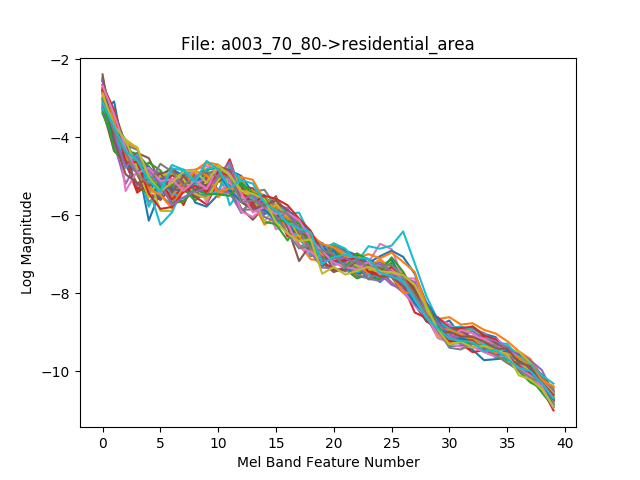 File: a003_70_80->residential_area
Log Magnitude
−2
−4
−6
−8
−10
0 5 10 15 20 25 30 35 40
Mel Band Feature Number